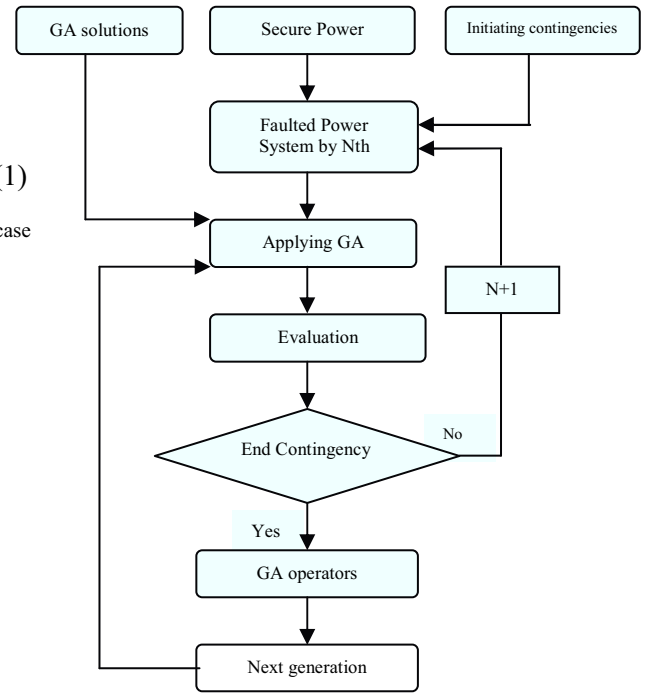 GA solutions
Secure Power
Initiating contingencies
Faulted Power
System by Nth
(1)
case
Applying GA
N+1
Evaluation
No
End Contingency
Yes
GA operators
Next generation